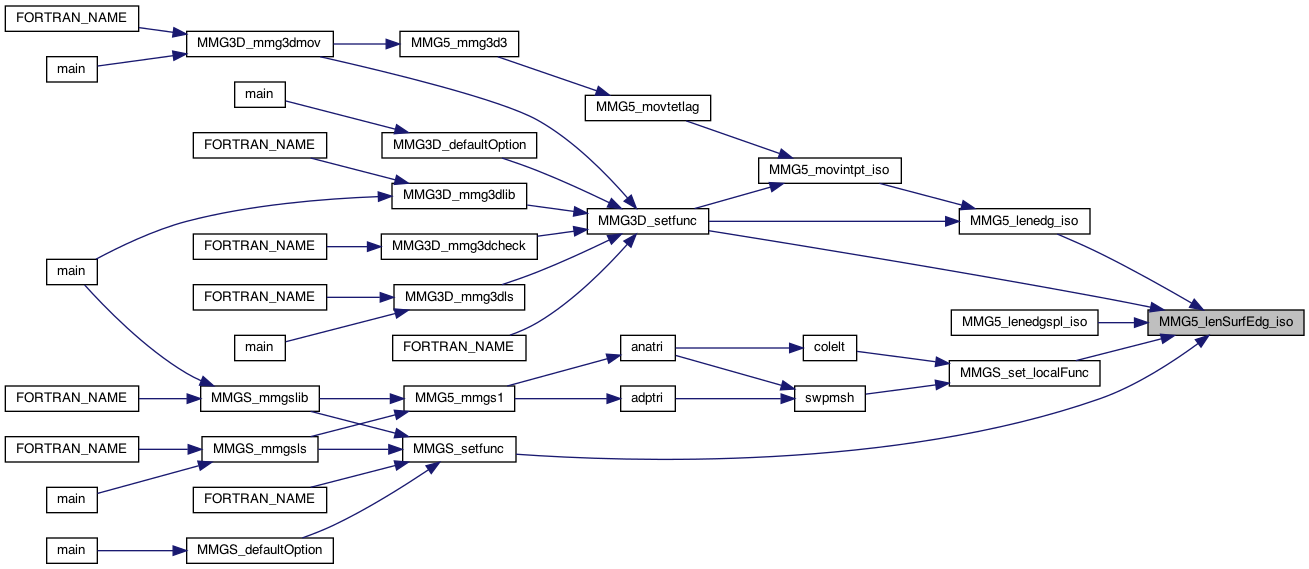 FORTRAN_NAME
MMG3D_mmg3dmov
MMG5_mmg3d3
main
main
MMG5_movtetlag
FORTRAN_NAME
MMG3D_defaultOption
MMG5_movintpt_iso
MMG3D_mmg3dlib
MMG3D_setfunc
MMG5_lenedg_iso
FORTRAN_NAME
MMG3D_mmg3dcheck
main
FORTRAN_NAME
MMG3D_mmg3dls
MMG5_lenedgspl_iso
MMG5_lenSurfEdg_iso
main
FORTRAN_NAME
anatri
colelt
MMGS_set_localFunc
FORTRAN_NAME
MMGS_mmgslib
MMG5_mmgs1
adptri
swpmsh
FORTRAN_NAME
MMGS_mmgsls
MMGS_setfunc
main
FORTRAN_NAME
main
MMGS_defaultOption